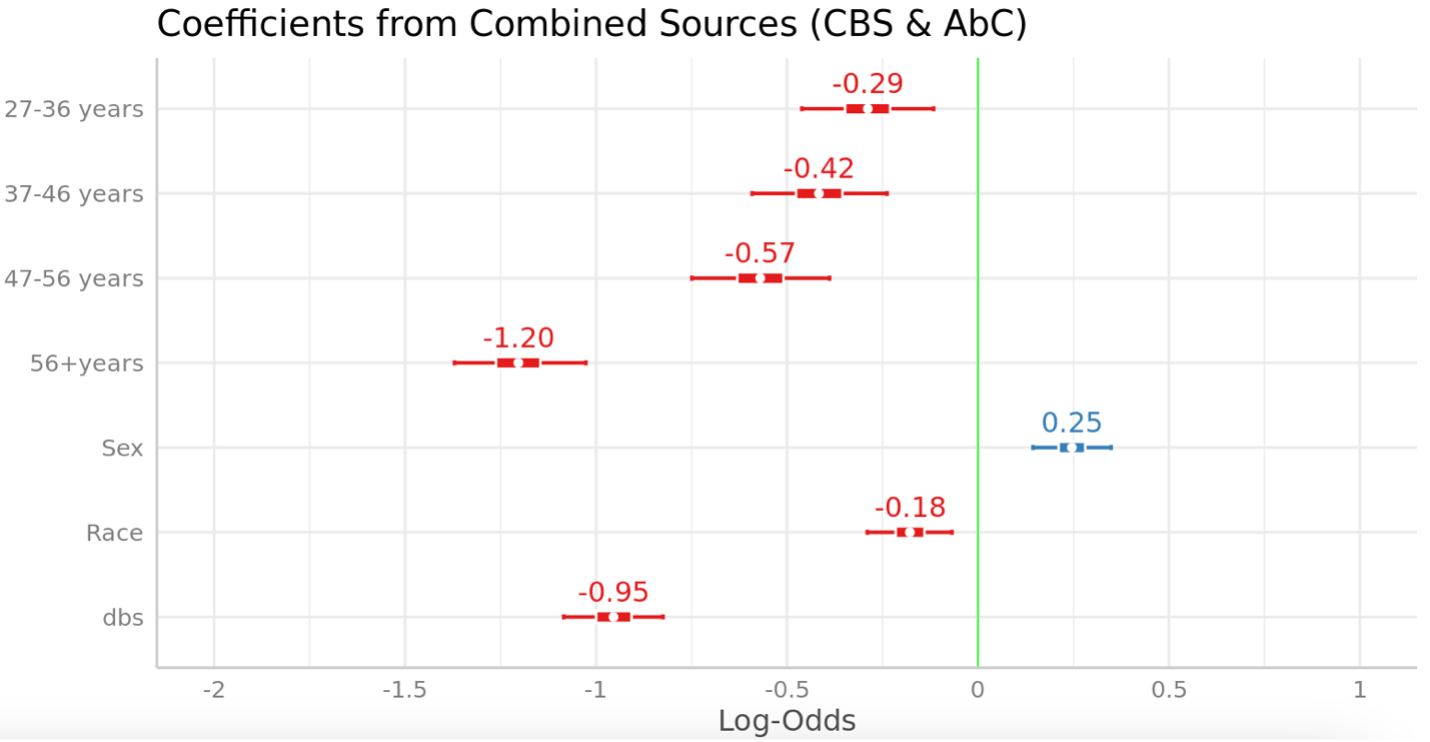 Coefficients from Combined Sources (CBS & AbC)
27-36 years
-0.29
37-46 years
-0.42
47-56 years
-0.57
56+years
-1.20
Sex
0.25
Race
-0.18
dbs
-0.95
-2 -1.5 -1 -0.5 0 0.5 1
Log-Odds